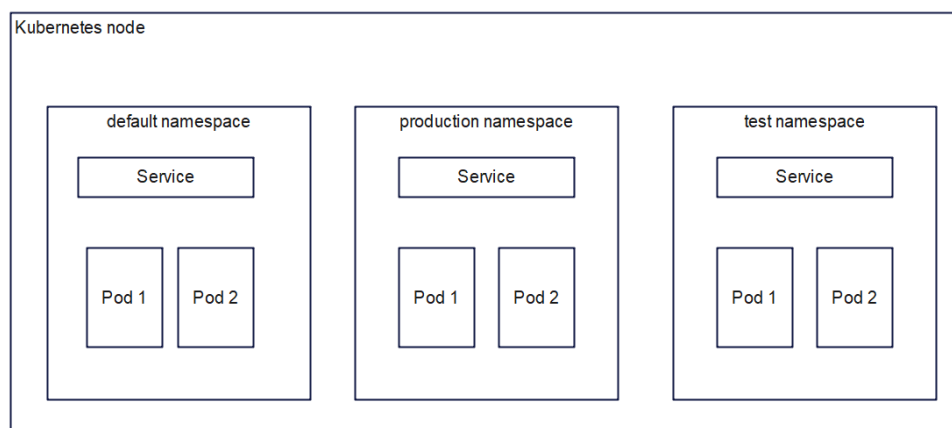 Kubernetes node
default namespace
production namespace
test namespace
Service
Service
Service
Pod 1
Pod 2
Pod 1
Pod 2
Pod 1
Pod 2